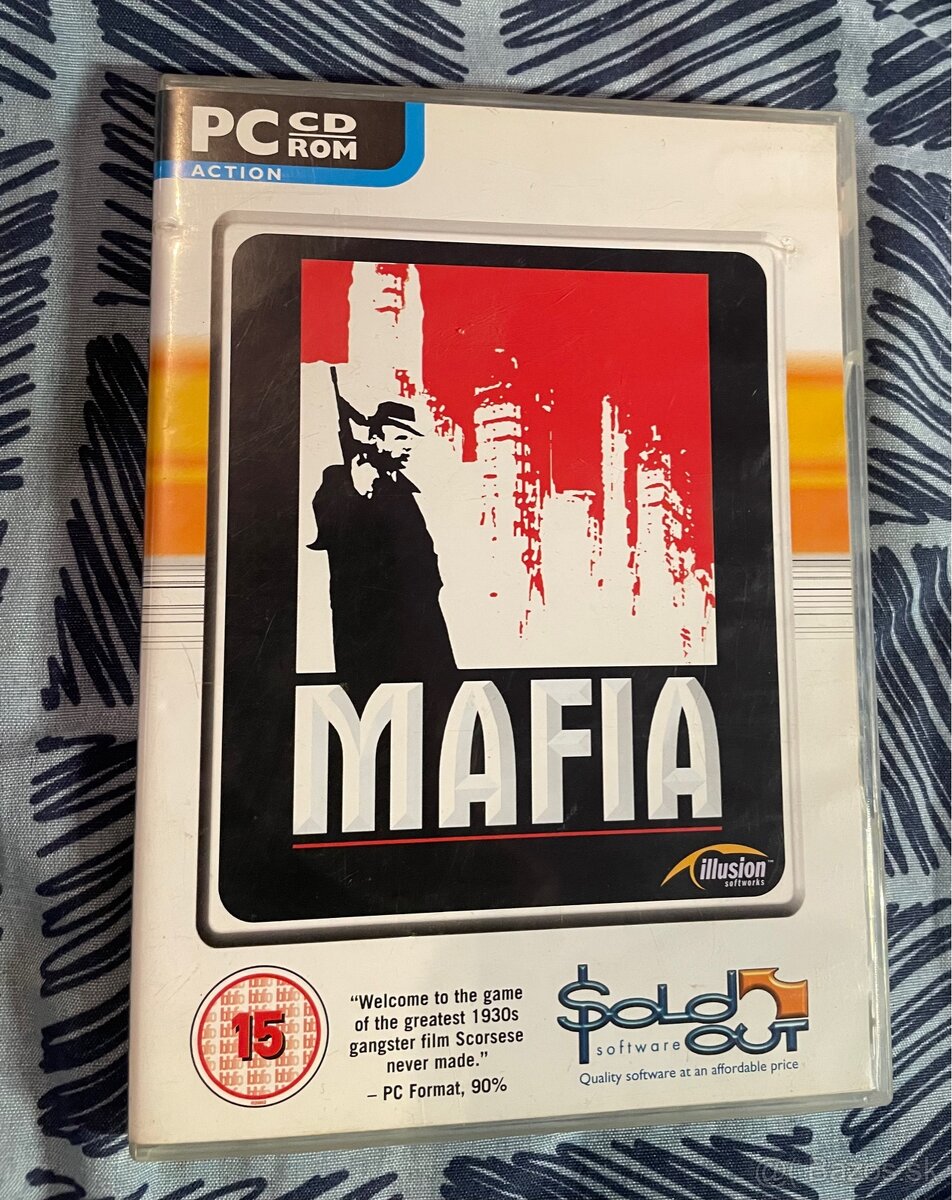 PC CD
ROM
ACTION
MAFIA
illusion™
softworks
15
“Welcome to the game
of the greatest 1930s
gangster film Scorsese
never made.”
– PC Format, 90%
SOLD
OUT
software
Quality software at an affordable price